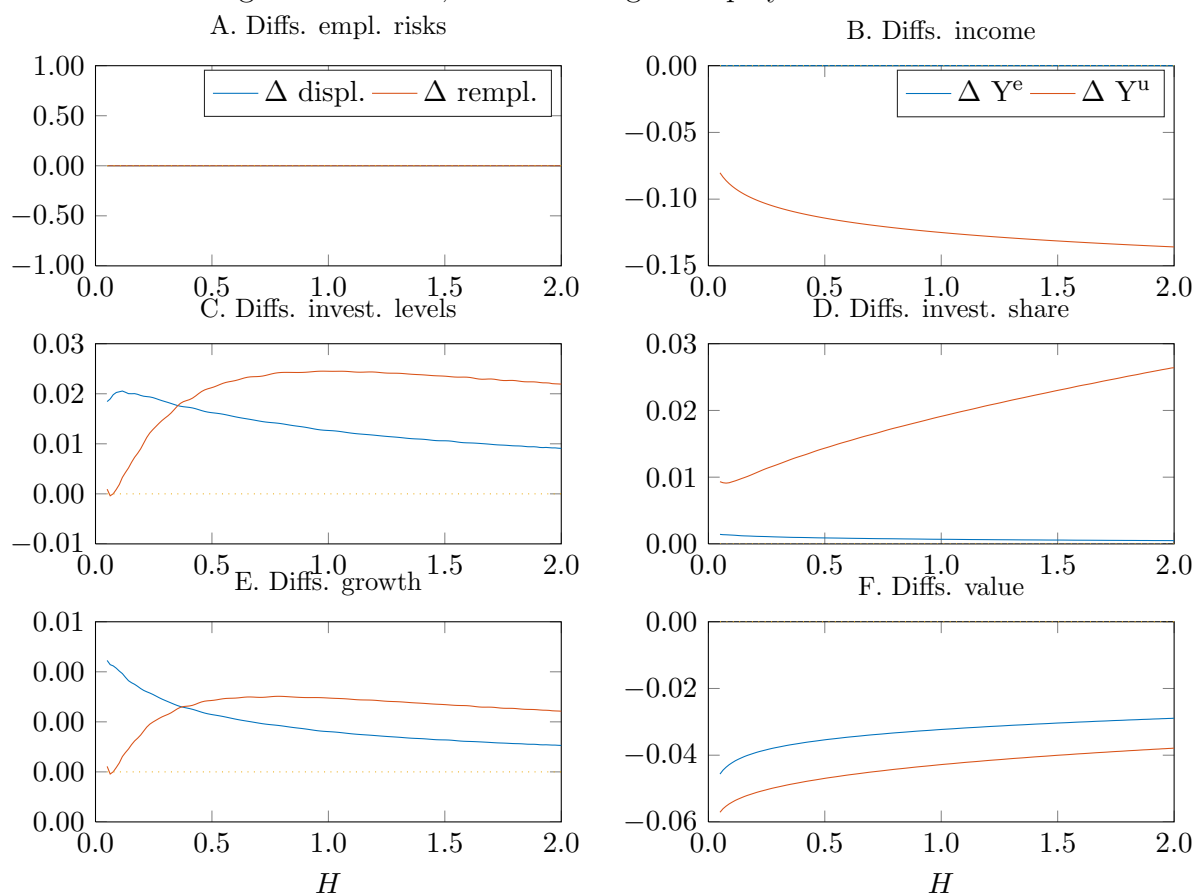 A. Diffs. empl. risks
1.00
0.50
0.00
−0.50
−1.00
0.0 0.5 1.0 1.5 2.0
Δ displ. Δ rempl.
B. Diffs. income
0.00
−0.05
−0.10
−0.15
0.0 0.5 1.0 1.5 2.0
Δ Yᵉ Δ Yᵘ
C. Diffs. invest. levels
0.03
0.02
0.01
0.00
−0.01
0.0 0.5 1.0 1.5 2.0
D. Diffs. invest. share
0.03
0.02
0.01
0.00
0.0 0.5 1.0 1.5 2.0
E. Diffs. growth
0.01
0.00
0.00
0.00
0.00
0.0 0.5 1.0 1.5 2.0
H
F. Diffs. value
0.00
−0.02
−0.04
−0.06
0.0 0.5 1.0 1.5 2.0
H